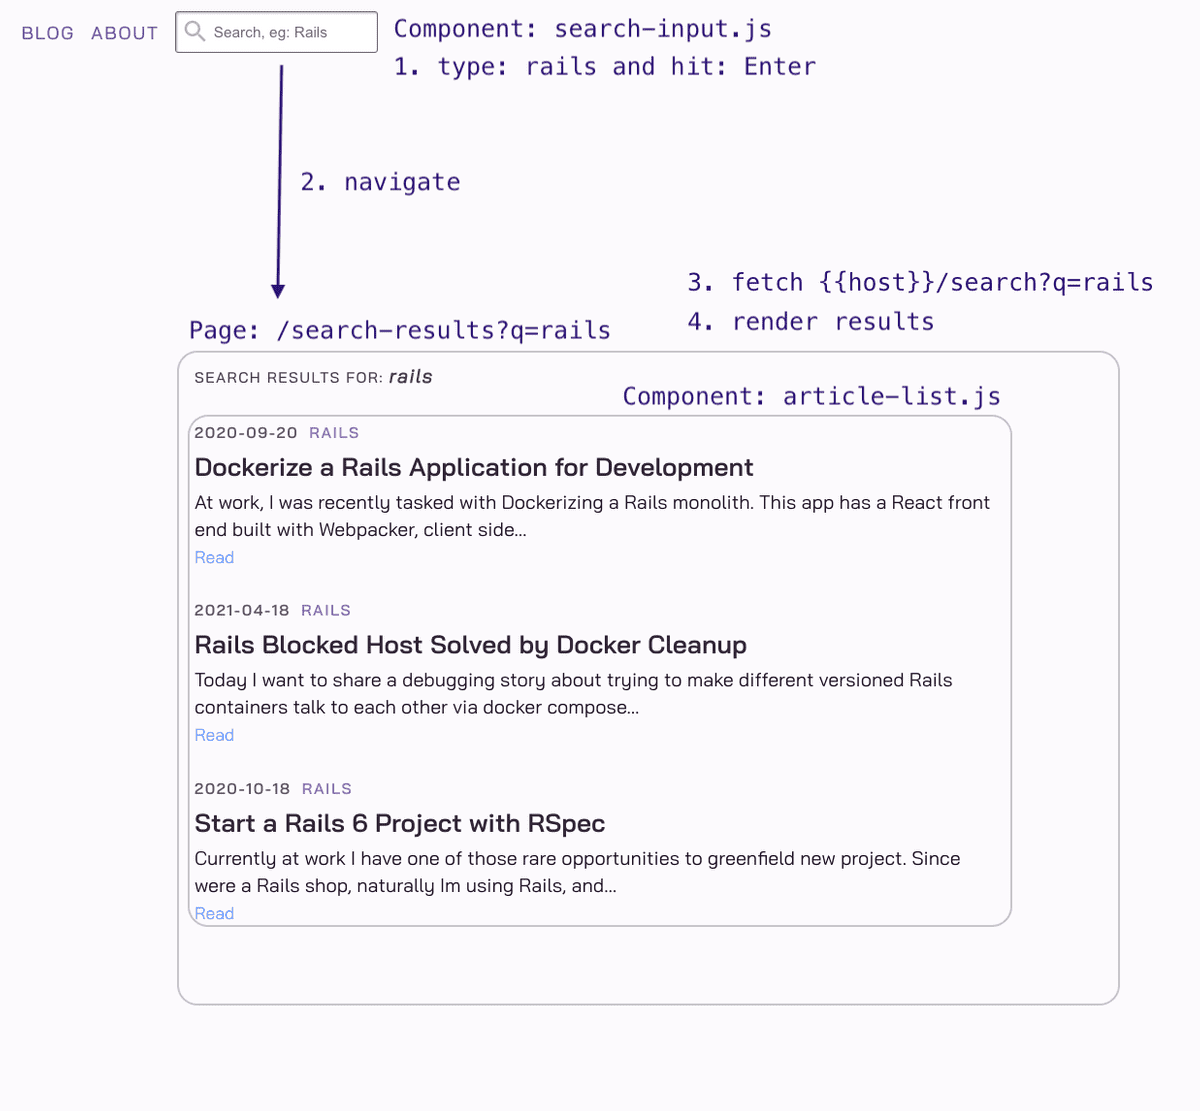 BLOG ABOUT Search, eg: Rails
Component: search-input.js
1. type: rails and hit: Enter
2. navigate
3. fetch {{host}}/search?q=rails
4. render results
Page: /search-results?q=rails
SEARCH RESULTS FOR: rails
Component: article-list.js
2020-09-20 RAILS
Dockerize a Rails Application for Development
At work, I was recently tasked with Dockerizing a Rails monolith. This app has a React front
end built with Webpacker, client side...
Read
2021-04-18 RAILS
Rails Blocked Host Solved by Docker Cleanup
Today I want to share a debugging story about trying to make different versioned Rails
containers talk to each other via docker compose...
Read
2020-10-18 RAILS
Start a Rails 6 Project with RSpec
Currently at work I have one of those rare opportunities to greenfield new project. Since
were a Rails shop, naturally Im using Rails, and...
Read